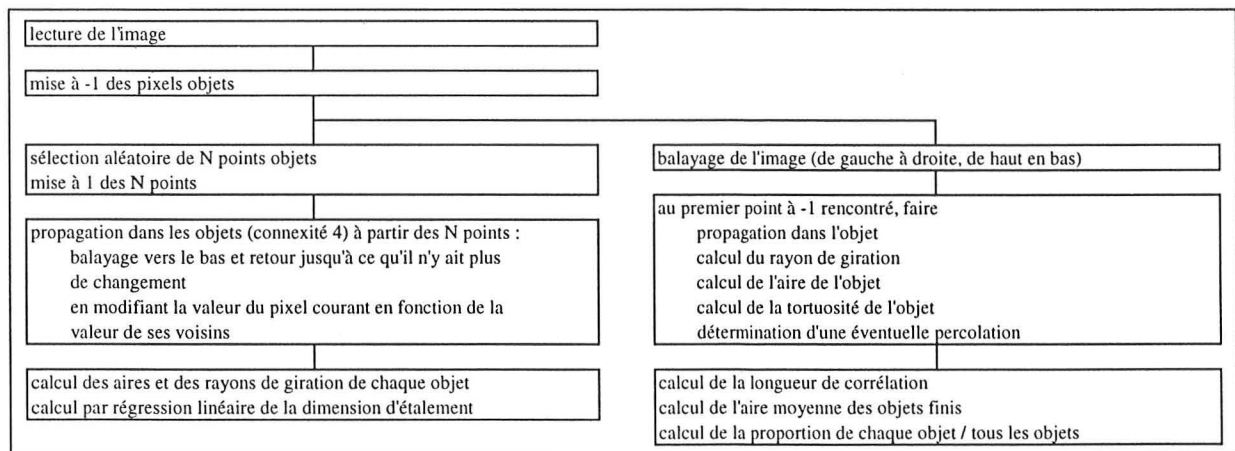 lecture de l'image
mise à -1 des pixels objets
sélection aléatoire de N points objets
mise à 1 des N points
propagation dans les objets (connexité 4) à partir des N points :
balayage vers le bas et retour jusqu'à ce qu'il n'y ait plus
de changement
en modifiant la valeur du pixel courant en fonction de la
valeur de ses voisins
calcul des aires et des rayons de giration de chaque objet
calcul par régression linéaire de la dimension d'étalement
balayage de l'image (de gauche à droite, de haut en bas)
au premier point à -1 rencontré, faire
propagation dans l'objet
calcul du rayon de giration
calcul de l'aire de l'objet
calcul de la tortuosité de l'objet
détermination d'une éventuelle percolation
calcul de la longueur de corrélation
calcul de l'aire moyenne des objets finis
calcul de la proportion de chaque objet / tous les objets